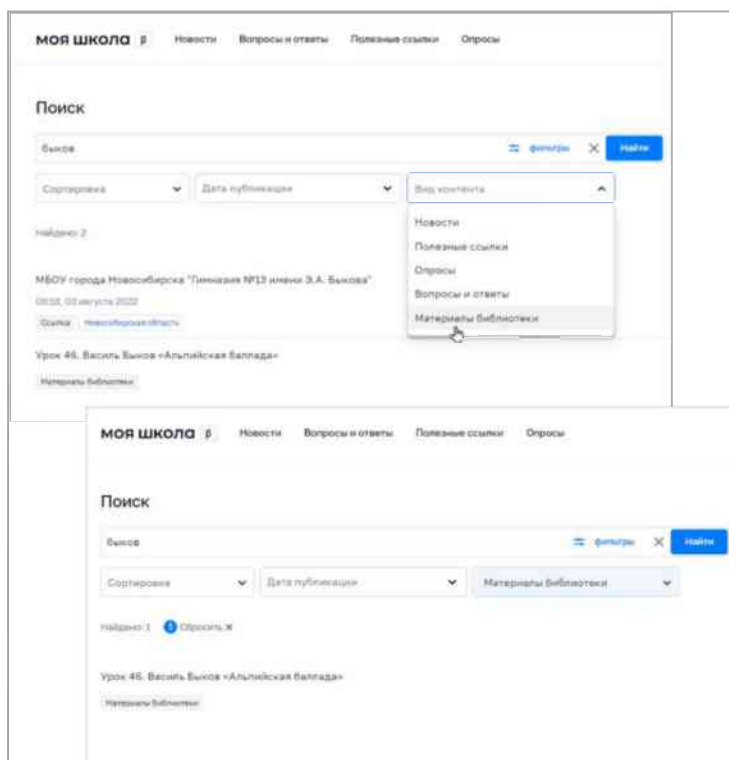 МОЯ ШКОЛА β Новости Вопросы и ответы Полезные ссылки Опросы
Поиск
быков фильтры Найти
Сортировка Дата публикации Вид контента
Найдено: 2
Новости
Полезные ссылки
Опросы
Вопросы и ответы
Материалы библиотеки
МБОУ города Новосибирска "Гимназия №13 имени Э.А. Быкова"
03 августа 2022
Ссылка Новосибирская область
Урок 46. Василь Быков «Альпийская баллада»
Материалы библиотеки
МОЯ ШКОЛА β Новости Вопросы и ответы Полезные ссылки Опросы
Поиск
быков фильтры Найти
Сортировка Дата публикации Материалы библиотеки
Найдено: 1 1 Сбросить
Урок 46. Василь Быков «Альпийская баллада»
Материалы библиотеки